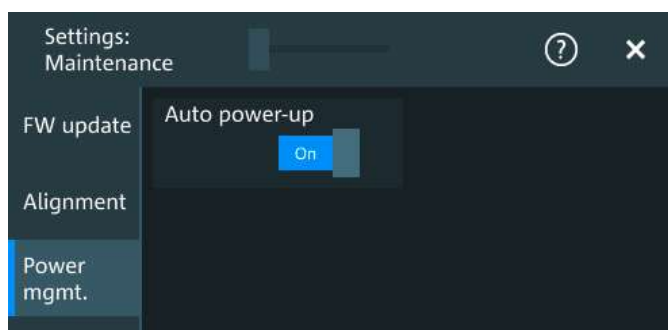 Settings:
Maintenance
?
FW update
Auto power-up
On
Alignment
Power
mgmt.